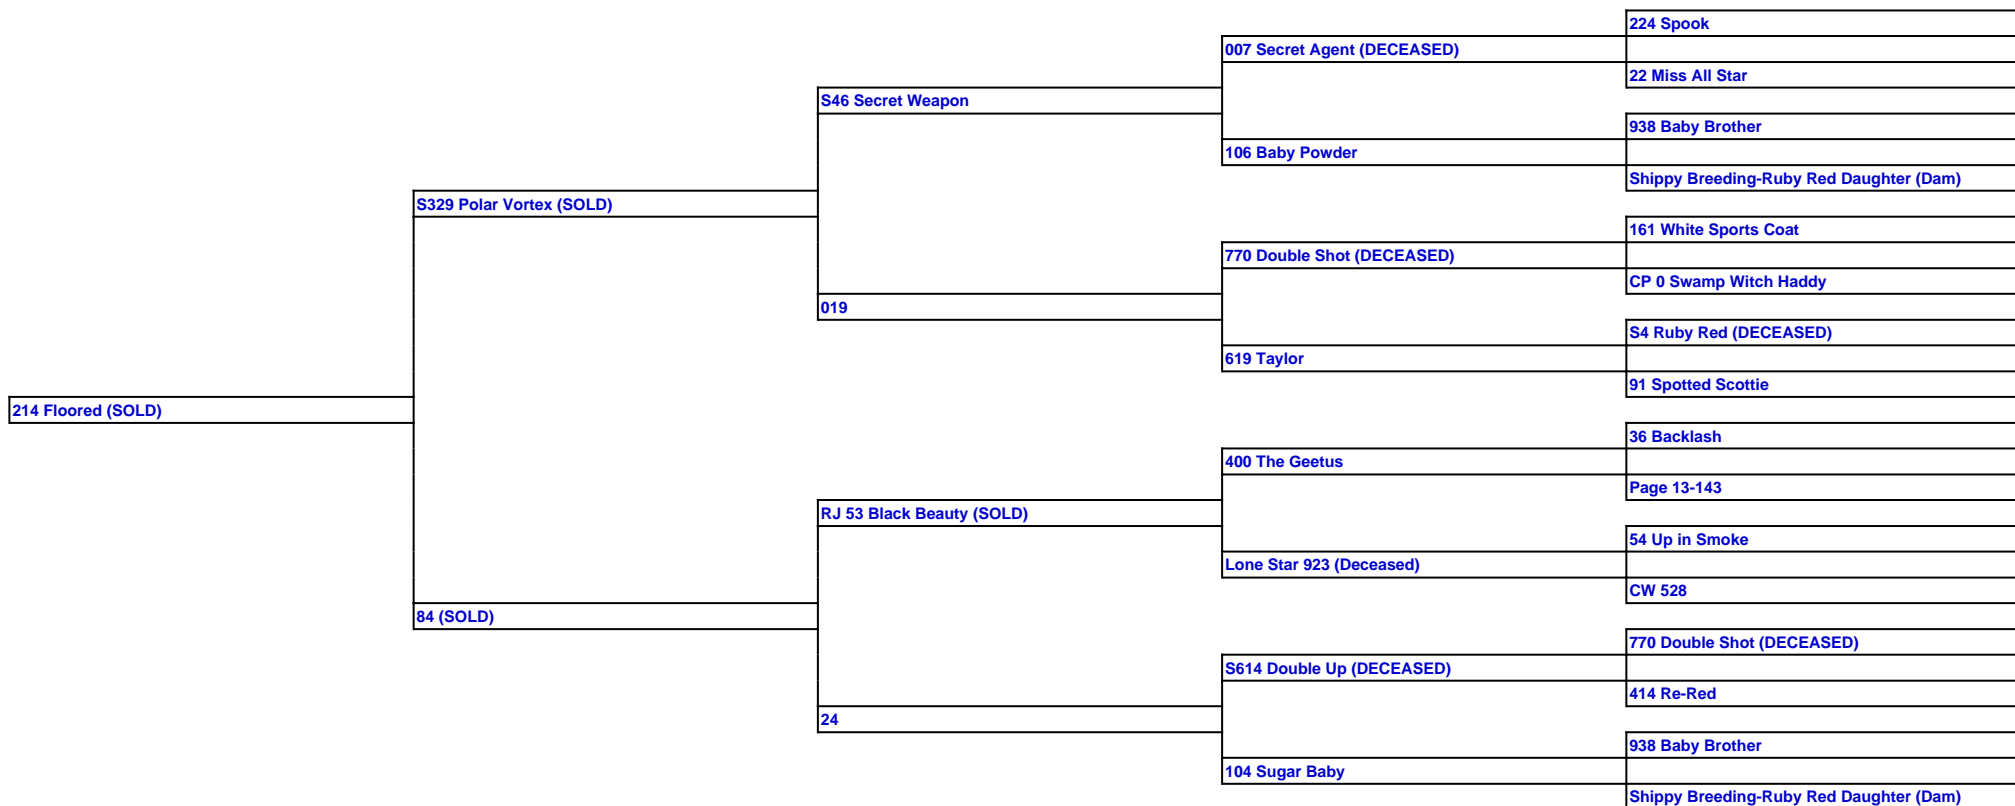 224 Spook
007 Secret Agent (DECEASED)
22 Miss All Star
S46 Secret Weapon
938 Baby Brother
106 Baby Powder
Shippy Breeding-Ruby Red Daughter (Dam)
S329 Polar Vortex (SOLD)
161 White Sports Coat
770 Double Shot (DECEASED)
CP 0 Swamp Witch Haddy
019
S4 Ruby Red (DECEASED)
619 Taylor
91 Spotted Scottie
214 Floored (SOLD)
36 Backlash
400 The Geetus
Page 13-143
RJ 53 Black Beauty (SOLD)
54 Up in Smoke
Lone Star 923 (Deceased)
CW 528
84 (SOLD)
770 Double Shot (DECEASED)
S614 Double Up (DECEASED)
414 Re-Red
24
938 Baby Brother
104 Sugar Baby
Shippy Breeding-Ruby Red Daughter (Dam)